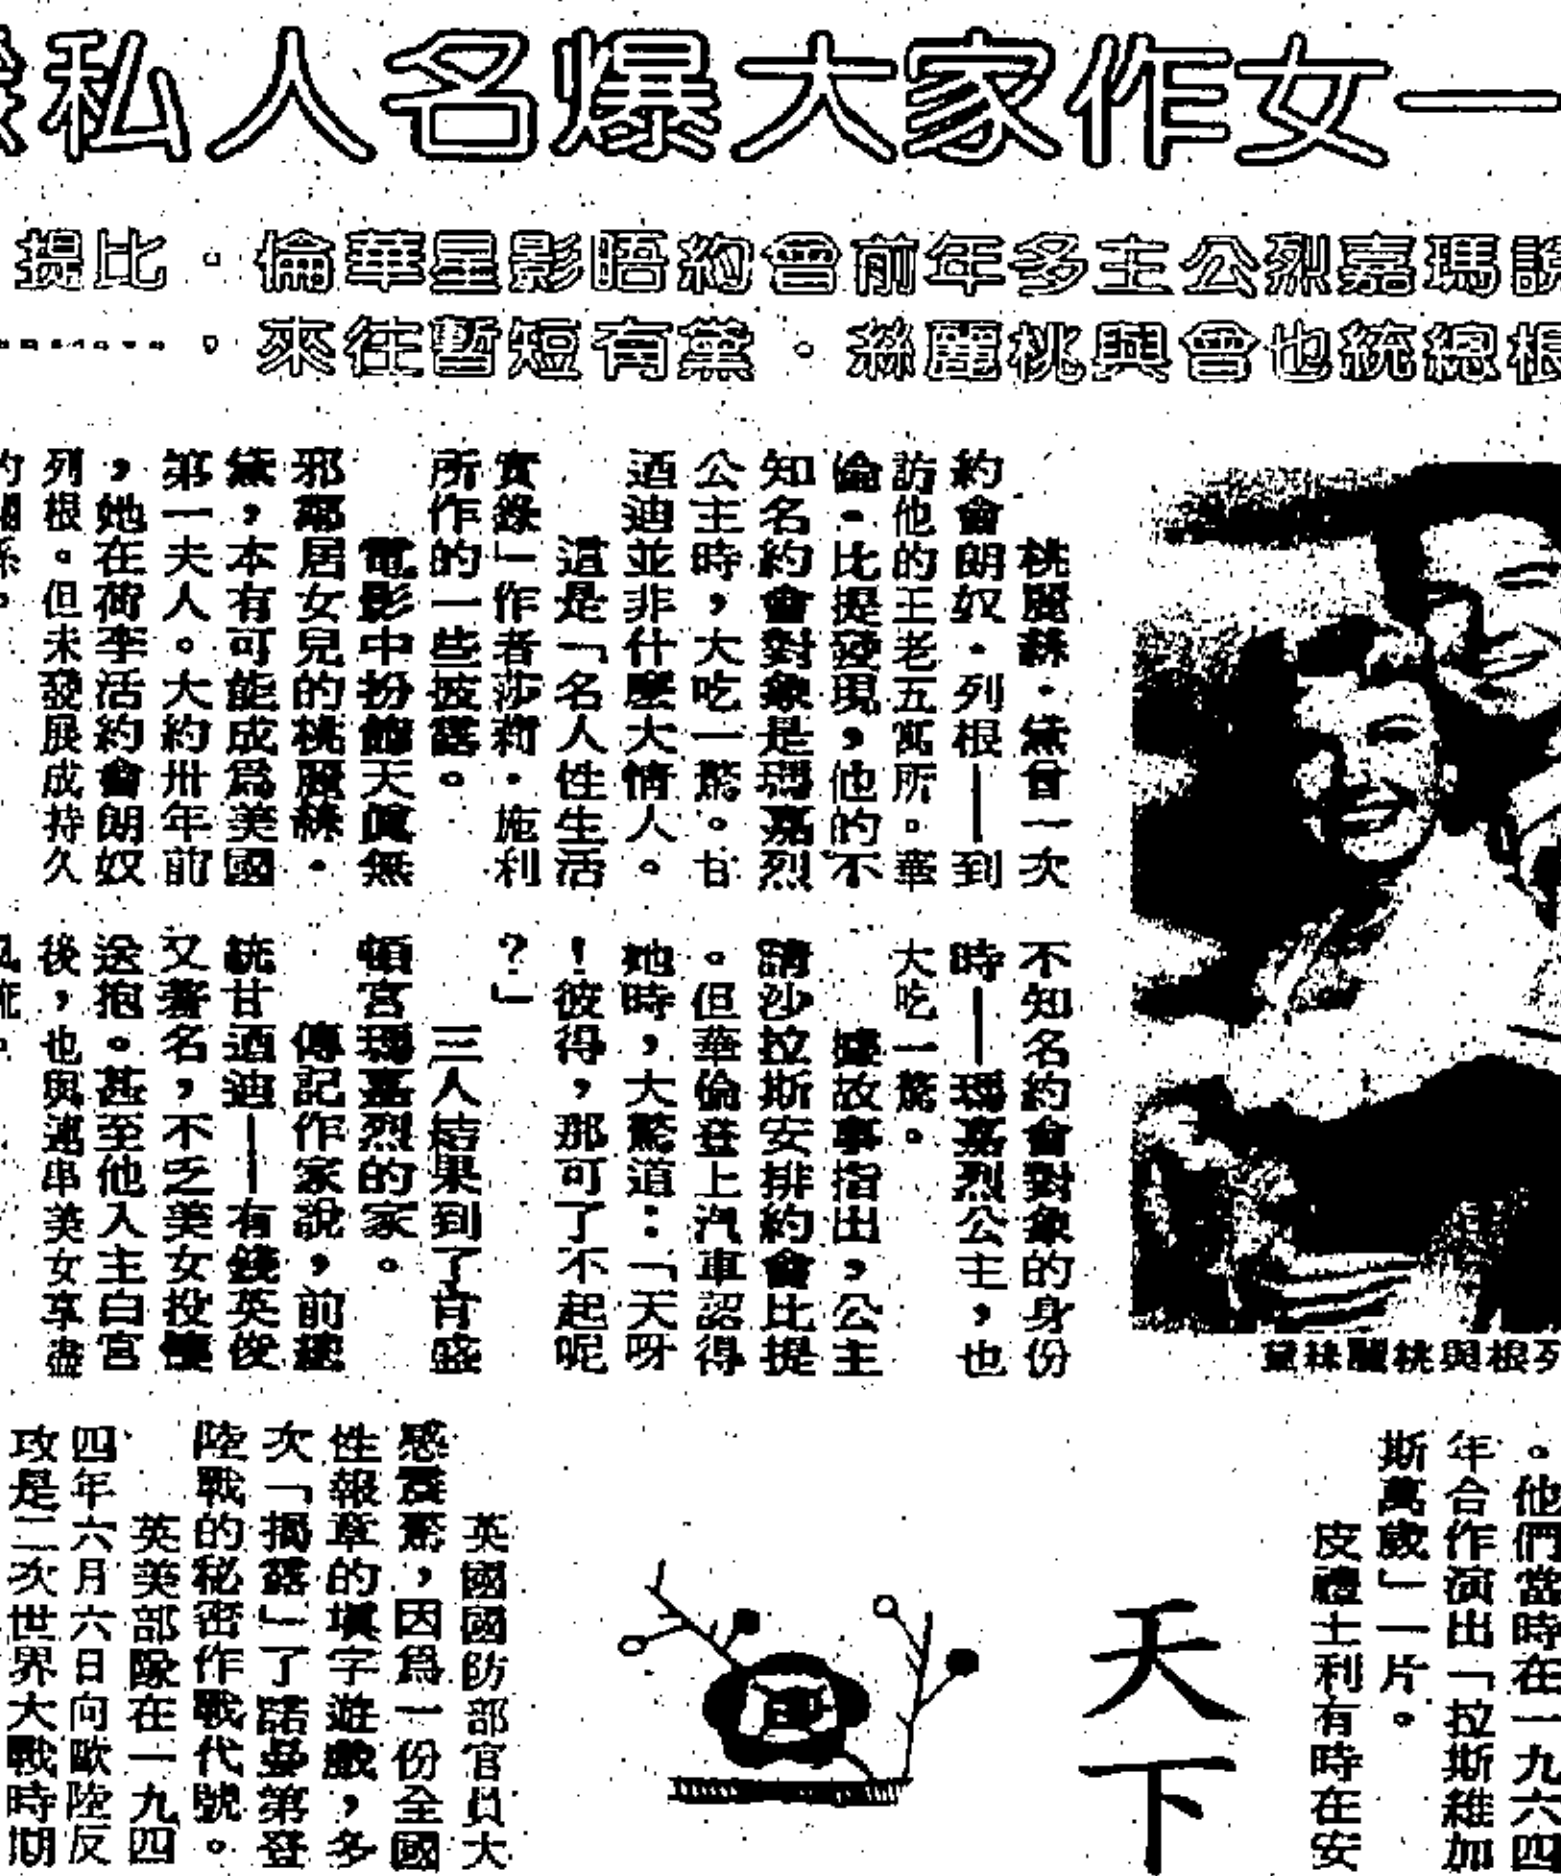 一女作家大爆名人私
說瑪嘉烈公主多年前曾約晤影星華倫·比提
根總統也曾與桃麗絲。黛有短暫往來，
桃麗絲·黛曾一次
約會朗奴·列根——到
訪他的王老五寓所。華
倫·比提發現，他的不
知名約會對象是瑪嘉烈
公主時，大吃一驚。甘
迺迪並非什麼大情人。
這是「名人性生活
實錄」作者莎莉·施利
所作的一些披露。
電影中扮飾天真無
邪鄰居女兒的桃麗絲·
黛，本有可能成爲美國
第一夫人。大約卅年前
，她在荷李活約會朗奴
列根。但未發展成持久
的關系。
不知名約會對象的身份
時——瑪嘉烈公主，也
大吃一驚。
據故事指出，公主
請沙拉斯安排約會比提
。但華倫登上汽車認得
她時，大驚道：「天呀
！彼得，那可了不起呢
？」
三人結果到了肯盛
頓宮瑪嘉烈的家。
傳記作家說，前總
統甘迺迪——有錢英俊
又著名，不乏美女投懷
送抱。甚至他入主白宮
後，也與連串美女享盡
風流。
列根與桃麗絲黛
。他們當時在一九六四
年合作演出「拉斯維加
斯萬歲」一片。
皮禮士利有時在安
天下
英國國防部官員大
感震驚，因爲一份全國
性報章的填字遊戲，多
次「揭露」了諾曼第登
陸戰的秘密作戰代號。
英美部隊在一九四
四年六月六日向歐陸反
攻是二次世界大戰時期